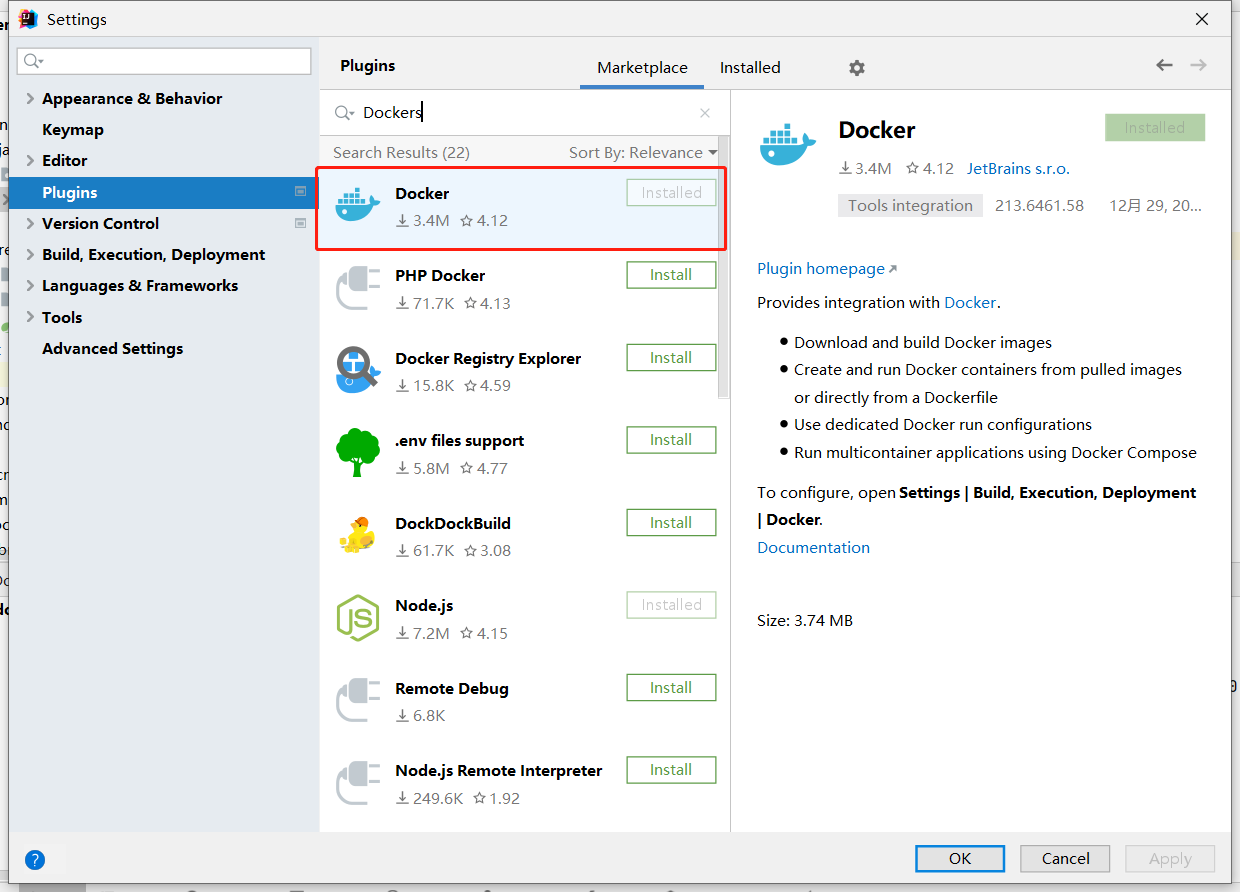 Settings
Appearance & Behavior
Keymap
Editor
Plugins
Version Control
Build, Execution, Deployment
Languages & Frameworks
Tools
Advanced Settings
Plugins
Marketplace
Installed
Dockers
Search Results (22)
Sort By: Relevance
Docker
Installed
3.4M 4.12
PHP Docker
Install
71.7K 4.13
Docker Registry Explorer
Install
15.8K 4.59
.env files support
Install
5.8M 4.77
DockDockBuild
Install
61.7K 3.08
JS
Node.js
Installed
7.2M 4.15
Remote Debug
Install
6.8K
Node.js Remote Interpreter
Install
249.6K 1.92
Docker
Installed
3.4M 4.12 JetBrains s.r.o.
Tools integration 213.6461.58 12月 29, 20...
Plugin homepage
Provides integration with Docker.
Download and build Docker images
Create and run Docker containers from pulled images
or directly from a Dockerfile
Use dedicated Docker run configurations
Run multicontainer applications using Docker Compose
To configure, open Settings | Build, Execution, Deployment
| Docker.
Documentation
Size: 3.74 MB
?
OK
Cancel
Apply